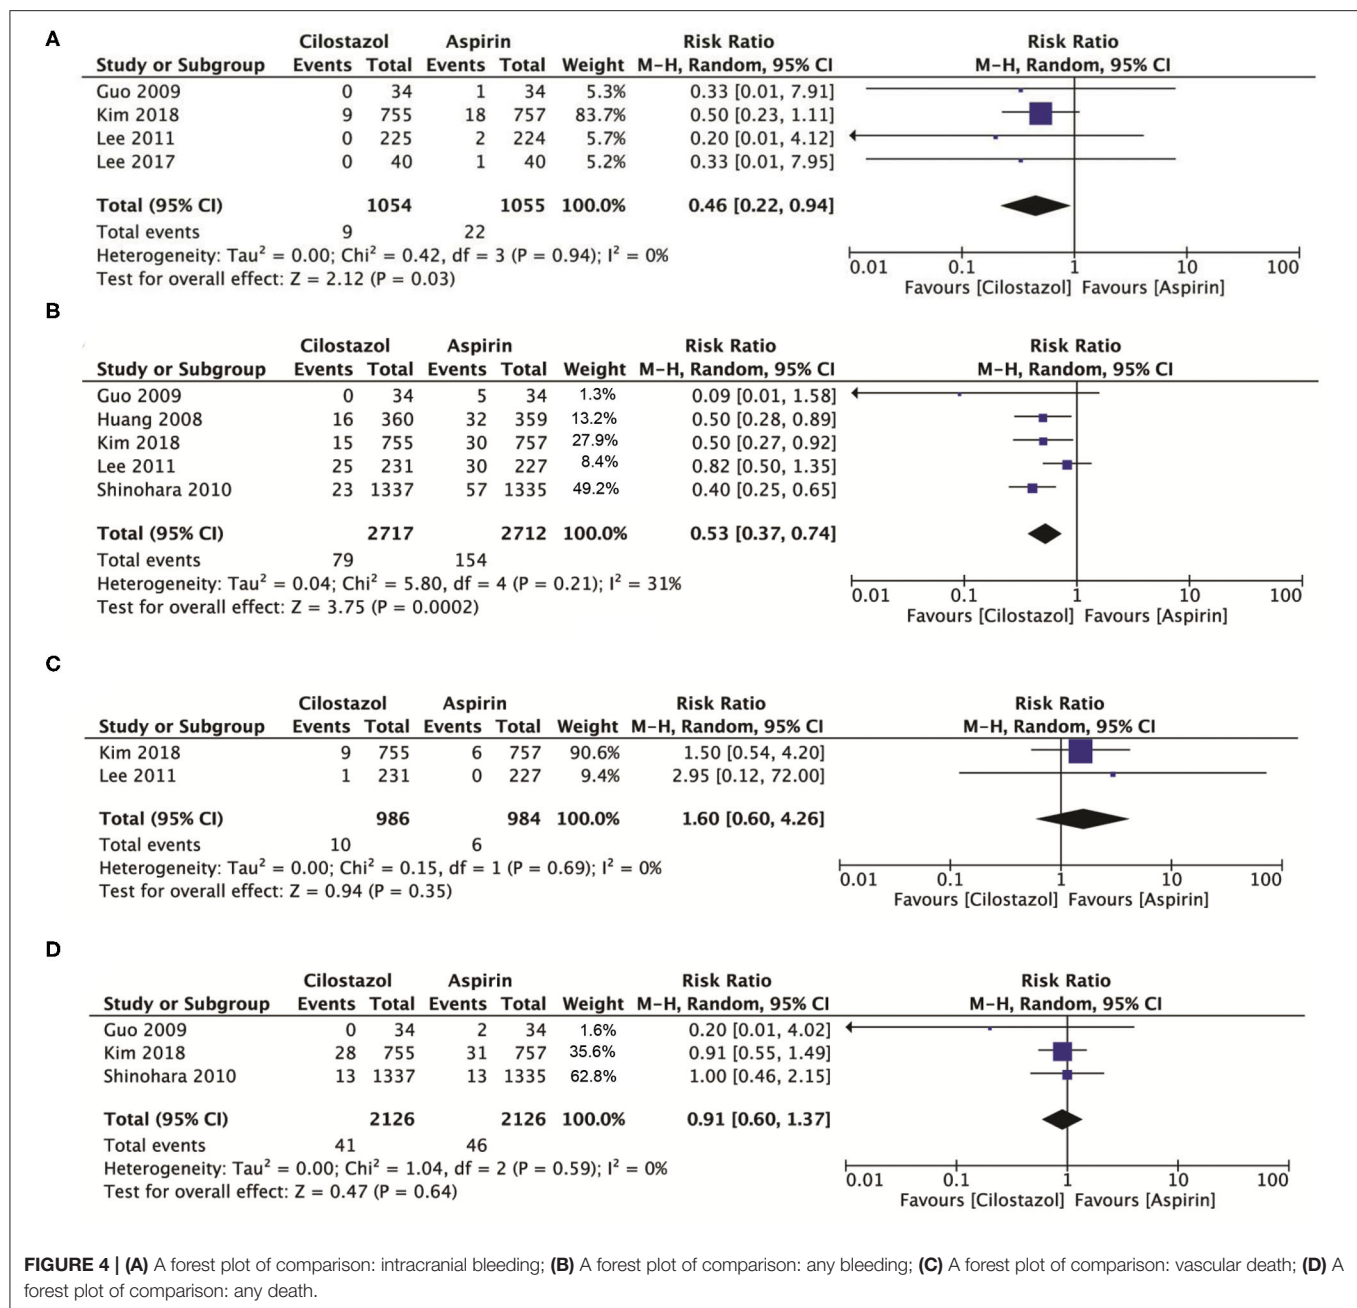 A
Cilostazol Aspirin Risk Ratio Risk Ratio
Study or Subgroup Events Total Events Total Weight M-H, Random, 95% CI M-H, Random, 95% CI
Guo 2009 0 34 1 34 5.3% 0.33 [0.01, 7.91]
Kim 2018 9 755 18 757 83.7% 0.50 [0.23, 1.11]
Lee 2011 0 225 2 224 5.7% 0.20 [0.01, 4.12]
Lee 2017 0 40 1 40 5.2% 0.33 [0.01, 7.95]
Total (95% CI) 1054 1055 100.0% 0.46 [0.22, 0.94]
Total events 9 22
Heterogeneity: Tau² = 0.00; Chi² = 0.42, df = 3 (P = 0.94); I² = 0%
Test for overall effect: Z = 2.12 (P = 0.03)
0.01 0.1 1 10 100
Favours [Cilostazol] Favours [Aspirin]
B
Cilostazol Aspirin Risk Ratio Risk Ratio
Study or Subgroup Events Total Events Total Weight M-H, Random, 95% CI M-H, Random, 95% CI
Guo 2009 0 34 5 34 1.3% 0.09 [0.01, 1.58]
Huang 2008 16 360 32 359 13.2% 0.50 [0.28, 0.89]
Kim 2018 15 755 30 757 27.9% 0.50 [0.27, 0.92]
Lee 2011 25 231 30 227 8.4% 0.82 [0.50, 1.35]
Shinohara 2010 23 1337 57 1335 49.2% 0.40 [0.25, 0.65]
Total (95% CI) 2717 2712 100.0% 0.53 [0.37, 0.74]
Total events 79 154
Heterogeneity: Tau² = 0.04; Chi² = 5.80, df = 4 (P = 0.21); I² = 31%
Test for overall effect: Z = 3.75 (P = 0.0002)
0.01 0.1 1 10 100
Favours [Cilostazol] Favours [Aspirin]
C
Cilostazol Aspirin Risk Ratio Risk Ratio
Study or Subgroup Events Total Events Total Weight M-H, Random, 95% CI M-H, Random, 95% CI
Kim 2018 9 755 6 757 90.6% 1.50 [0.54, 4.20]
Lee 2011 1 231 0 227 9.4% 2.95 [0.12, 72.00]
Total (95% CI) 986 984 100.0% 1.60 [0.60, 4.26]
Total events 10 6
Heterogeneity: Tau² = 0.00; Chi² = 0.15, df = 1 (P = 0.69); I² = 0%
Test for overall effect: Z = 0.94 (P = 0.35)
0.01 0.1 1 10 100
Favours [Cilostazol] Favours [Aspirin]
D
Cilostazol Aspirin Risk Ratio Risk Ratio
Study or Subgroup Events Total Events Total Weight M-H, Random, 95% CI M-H, Random, 95% CI
Guo 2009 0 34 2 34 1.6% 0.20 [0.01, 4.02]
Kim 2018 28 755 31 757 35.6% 0.91 [0.55, 1.49]
Shinohara 2010 13 1337 13 1335 62.8% 1.00 [0.46, 2.15]
Total (95% CI) 2126 2126 100.0% 0.91 [0.60, 1.37]
Total events 41 46
Heterogeneity: Tau² = 0.00; Chi² = 1.04, df = 2 (P = 0.59); I² = 0%
Test for overall effect: Z = 0.47 (P = 0.64)
0.01 0.1 1 10 100
Favours [Cilostazol] Favours [Aspirin]
FIGURE 4 | (A) A forest plot of comparison: intracranial bleeding; (B) A forest plot of comparison: any bleeding; (C) A forest plot of comparison: vascular death; (D) A
forest plot of comparison: any death.